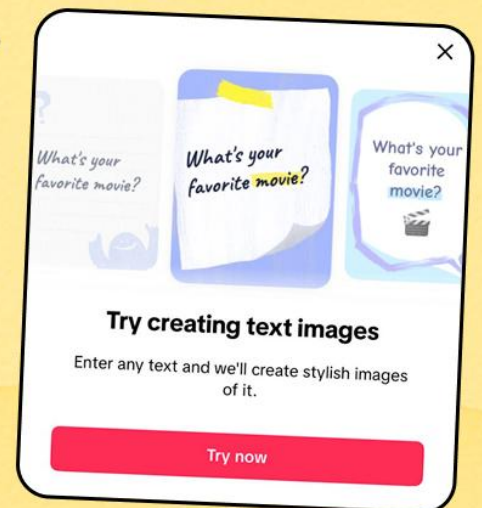 What's your
favorite movie?
What's your
favorite movie?
What's your
favorite
movie?
Try creating text images
Enter any text and we'll create stylish images
of it.
Try now